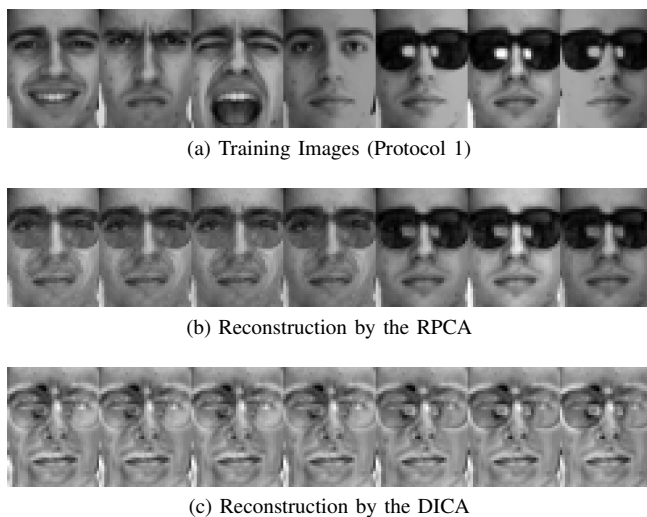 (a) Training Images (Protocol 1)
(b) Reconstruction by the RPCA
(c) Reconstruction by the DICA